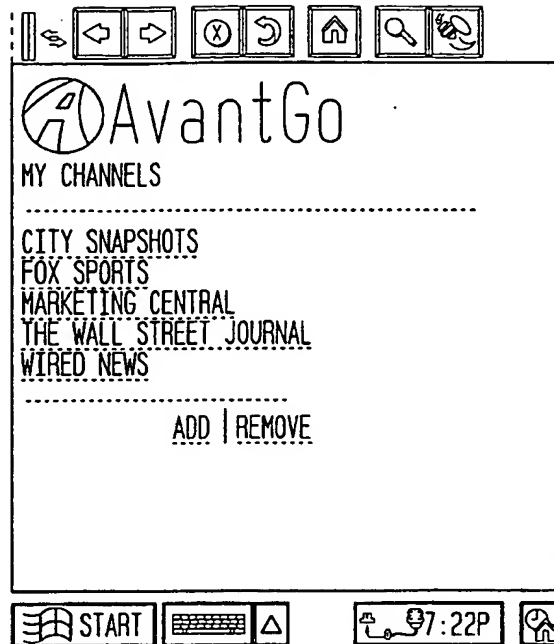 AvantGo
MY CHANNELS
CITY SNAPSHOTS
FOX SPORTS
MARKETING CENTRAL
THE WALL STREET JOURNAL
WIRED NEWS
ADD | REMOVE
START 7:22P